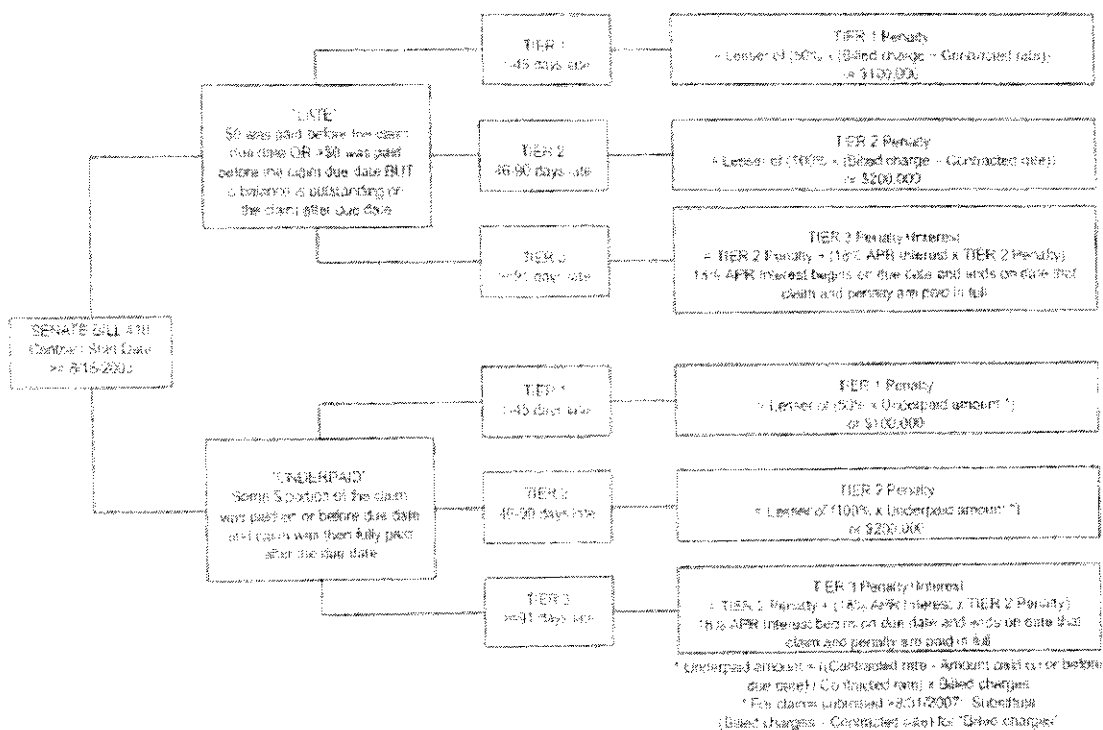 TIER 1
1-45 days late
TIER 1 Penalty
= Lesser of (50% x (Billed charge - Contracted rate))
or $100,000
"LATE"
$0 was paid before the claim
due date OR >$0 was paid
before the claim due date BUT
a balance is outstanding on
the claim after due date
TIER 2
46-90 days late
TIER 2 Penalty
= Lesser of (100% x (Billed charge - Contracted rate))
or $200,000
TIER 3
>=91 days late
TIER 3 Penalty+Interest
= TIER 2 Penalty + (18% APR Interest x TIER 2 Penalty)
18% APR Interest begins on due date and ends on date that
claim and penalty are paid in full
SENATE BILL 418
Contract Start Date
>= 8/16/2003
TIER 1
1-45 days late
TIER 1 Penalty
= Lesser of (50% x Underpaid amount *)
or $100,000
"UNDERPAID"
Some $ portion of the claim
was paid on or before due date
and claim was then fully paid
after the due date
TIER 2
46-90 days late
TIER 2 Penalty
= Lesser of (100% x Underpaid amount *)
or $200,000
TIER 3
>=91 days late
TIER 3 Penalty+Interest
= TIER 2 Penalty + (18% APR Interest x TIER 2 Penalty)
18% APR Interest begins on due date and ends on date that
claim and penalty are paid in full
* Underpaid amount = ((Contracted rate - Amount paid on or before
due date) / Contracted rate) x Billed charges
* For claims submitted >8/31/2007: Substitute
(Billed charges - Contracted rate) for "Billed charges"